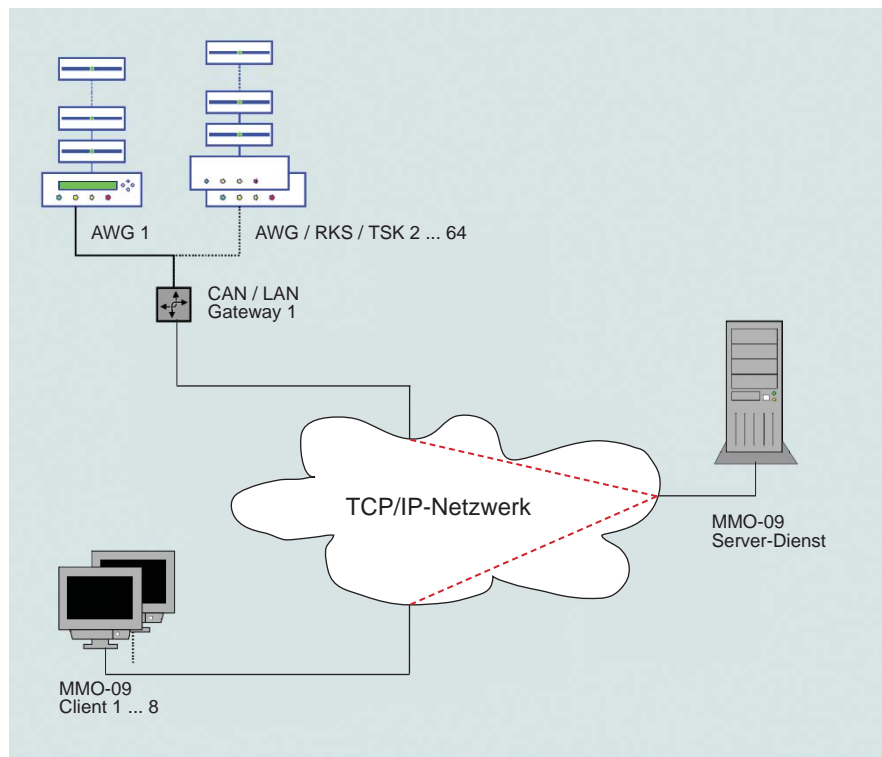 AWG 1
AWG / RKS / TSK 2 ... 64
CAN / LAN
Gateway 1
TCP/IP-Netzwerk
MMO-09
Server-Dienst
MMO-09
Client 1 ... 8